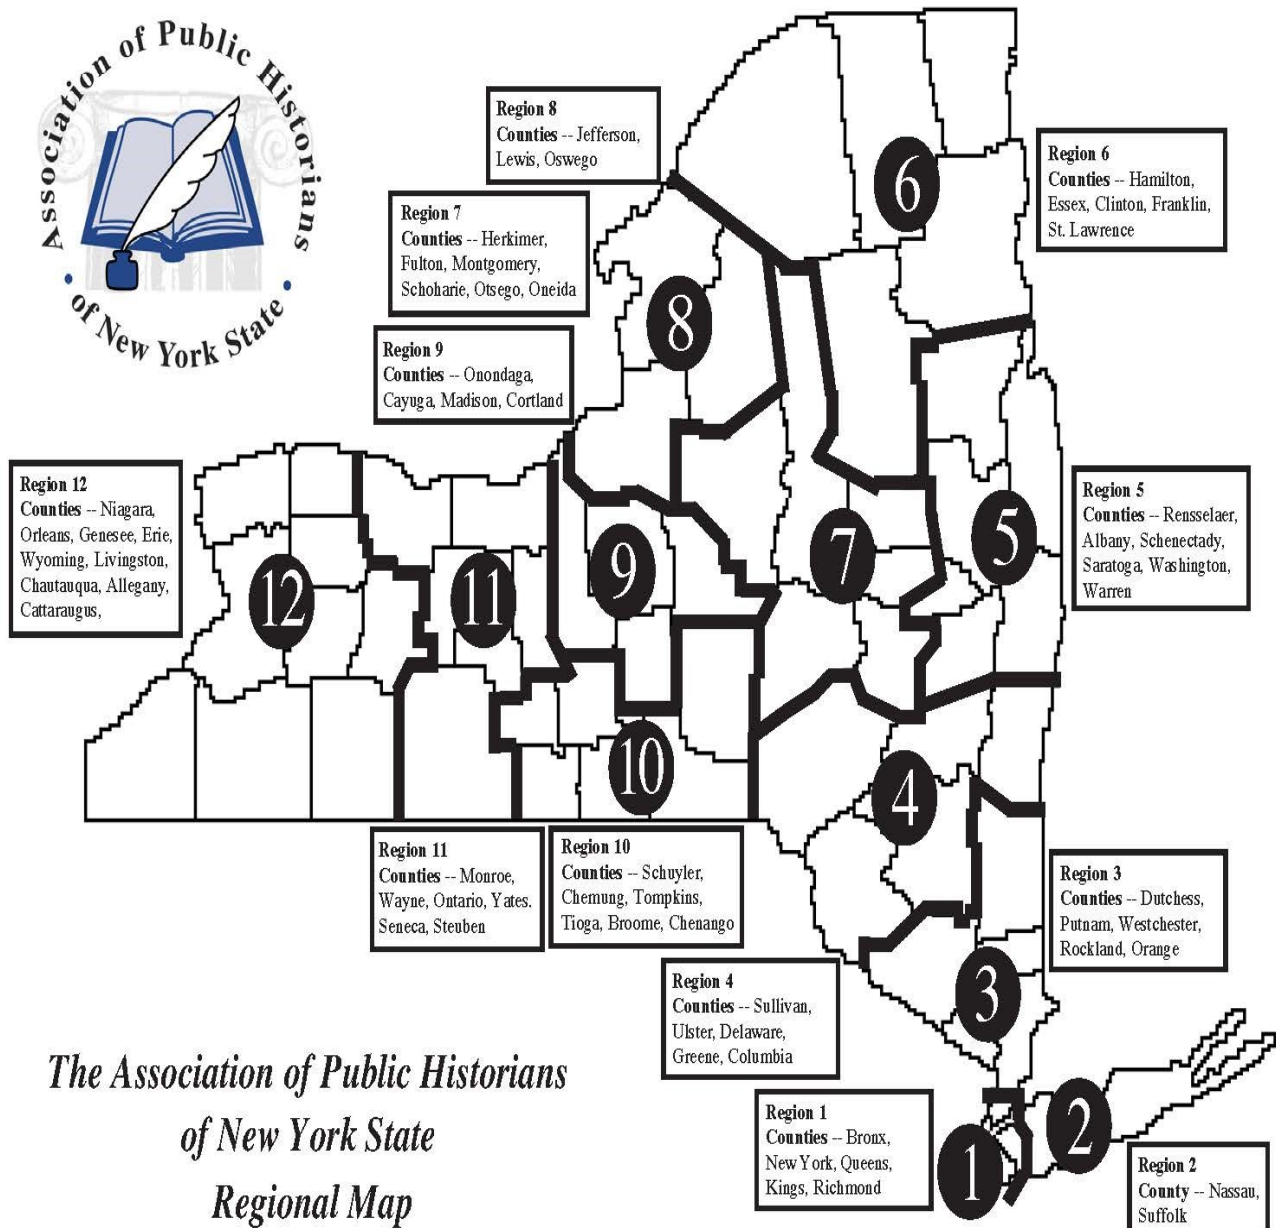 Association of Public Historians
of New York State
Region 8
Counties -- Jefferson,
Lewis, Oswego
Region 6
Counties -- Hamilton,
Essex, Clinton, Franklin,
St. Lawrence
Region 7
Counties -- Herkimer,
Fulton, Montgomery,
Schoharie, Otsego, Oneida
Region 9
Counties -- Onondaga,
Cayuga, Madison, Cortland
Region 12
Counties -- Niagara,
Orleans, Genesee, Erie,
Wyoming, Livingston,
Chautauqua, Allegany,
Cattaraugus,
Region 5
Counties -- Rensselaer,
Albany, Schenectady,
Saratoga, Washington,
Warren
6
8
7
5
9
12
11
10
4
3
2
1
Region 11
Counties -- Monroe,
Wayne, Ontario, Yates.
Seneca, Steuben
Region 10
Counties -- Schuyler,
Chemung, Tompkins,
Tioga, Broome, Chenango
Region 3
Counties -- Dutchess,
Putnam, Westchester,
Rockland, Orange
Region 4
Counties -- Sullivan,
Ulster, Delaware,
Greene, Columbia
Region 1
Counties -- Bronx,
New York, Queens,
Kings, Richmond
Region 2
County -- Nassau,
Suffolk
The Association of Public Historians
of New York State
Regional Map